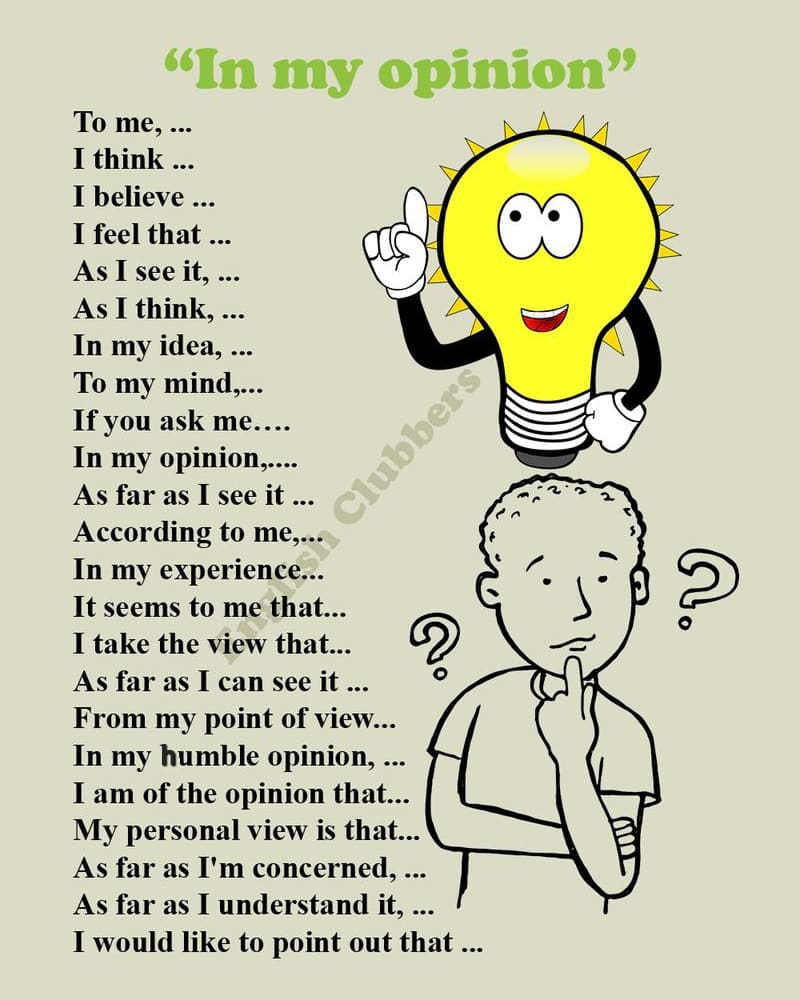 “In my opinion”
To me, ...
I think ...
I believe ...
I feel that ...
As I see it, ...
As I think, ...
In my idea, ...
To my mind,...
If you ask me….
In my opinion,....
As far as I see it ...
According to me,...
In my experience...
It seems to me that...
I take the view that...
As far as I can see it ...
From my point of view...
In my humble opinion, ...
I am of the opinion that...
My personal view is that...
As far as I'm concerned, ...
As far as I understand it, ...
I would like to point out that ...
English Clubbers
? 
?